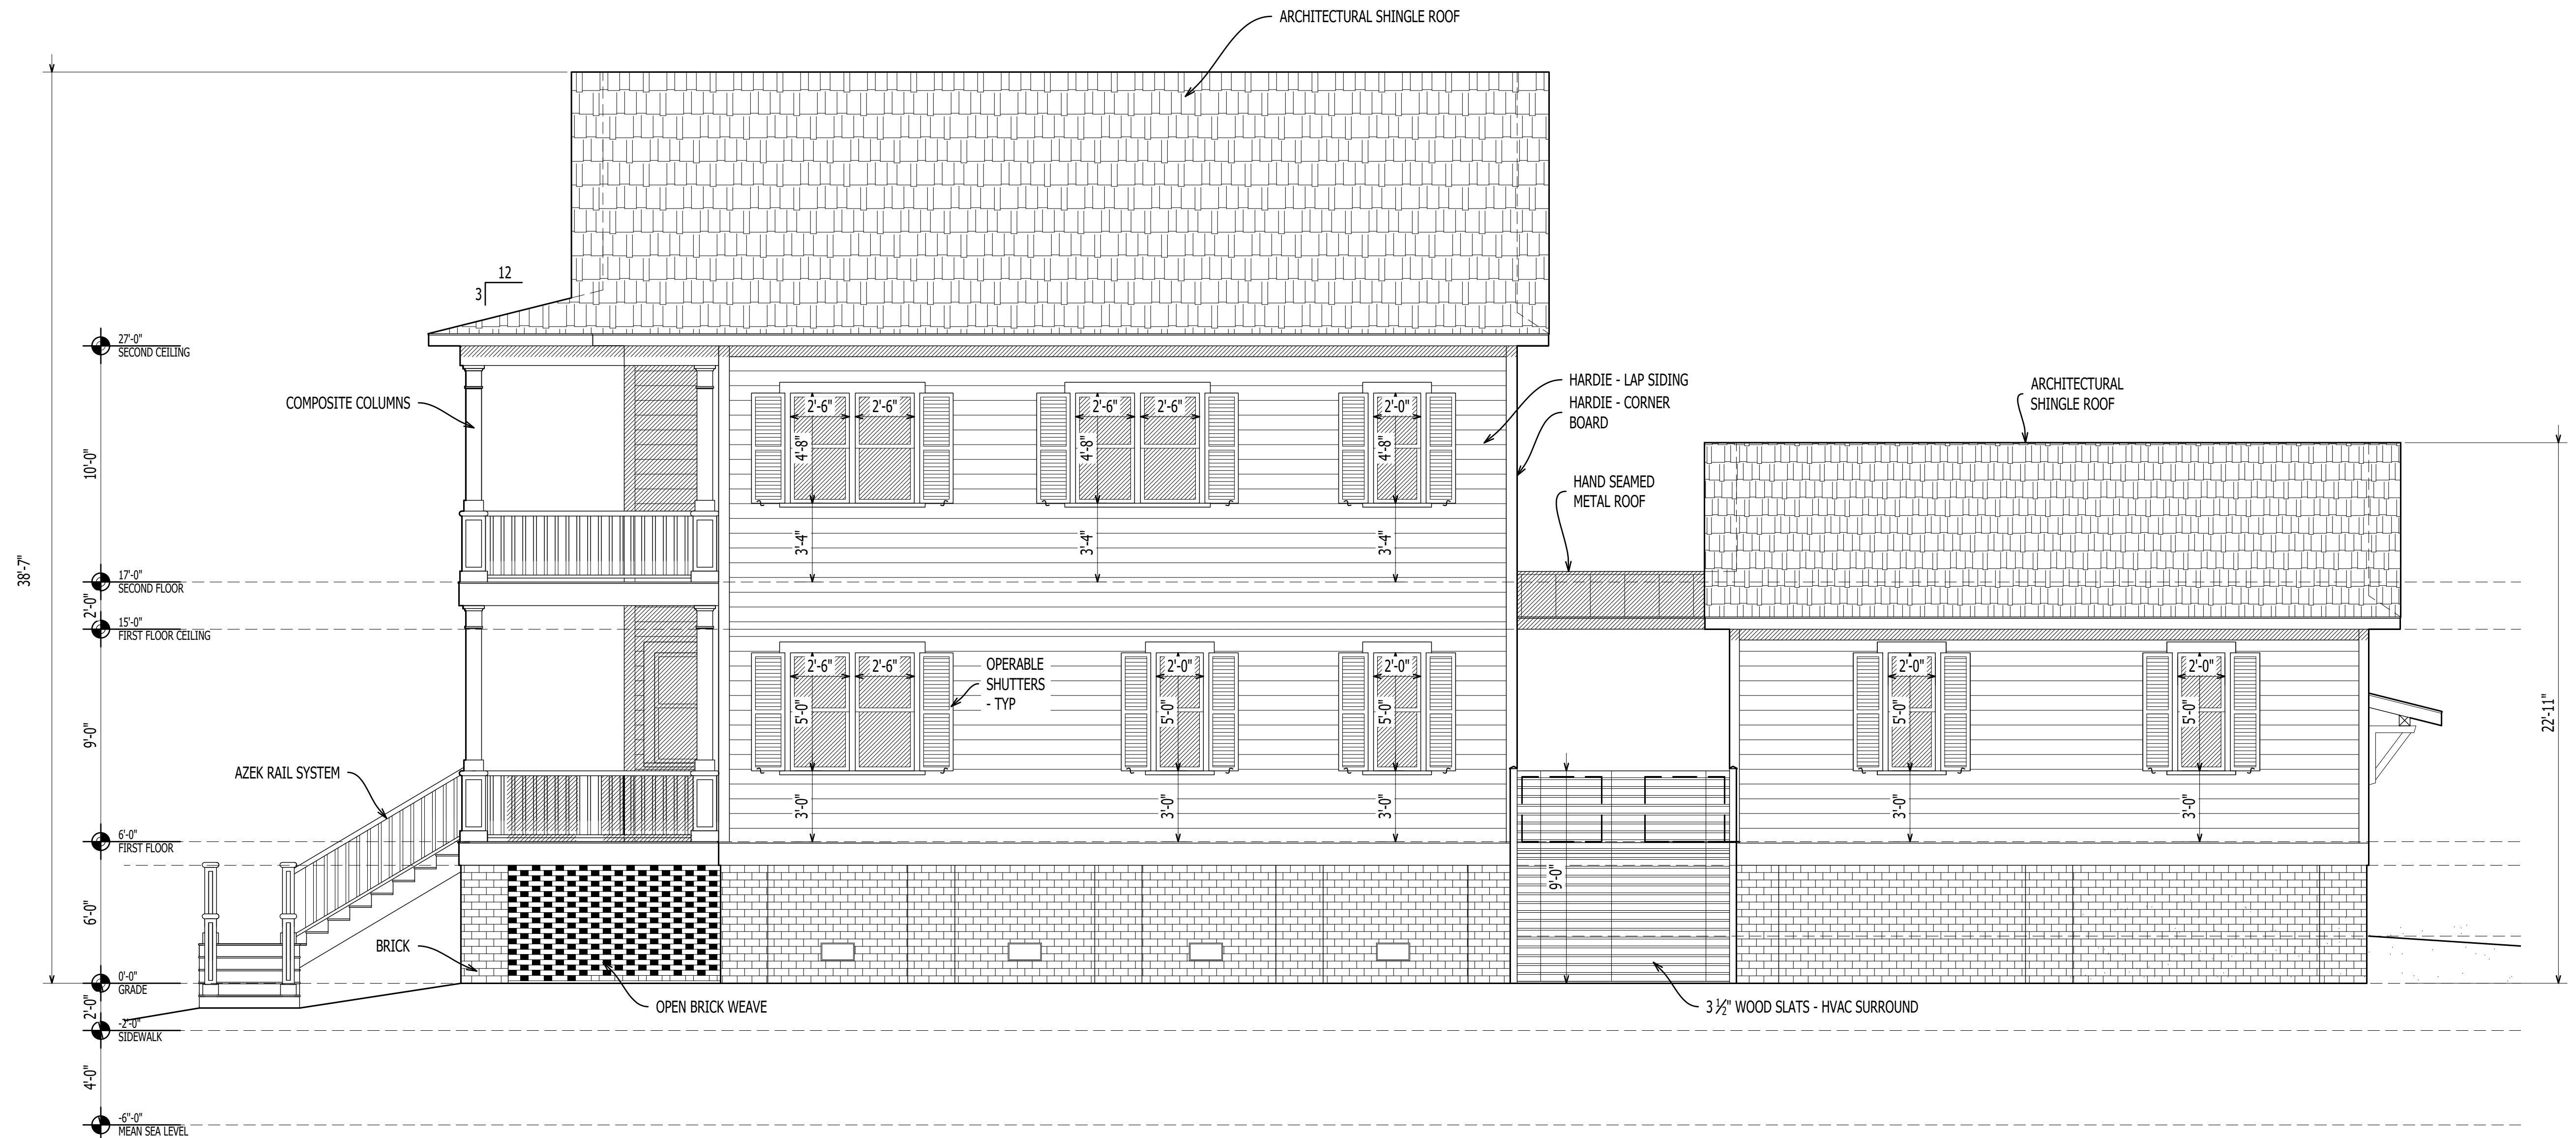 ARCHITECTURAL SHINGLE ROOF
12
3
27'-0"
SECOND CEILING
COMPOSITE COLUMNS
HARDIE - LAP SIDING
HARDIE - CORNER
BOARD
ARCHITECTURAL
SHINGLE ROOF
2'-6"
2'-6"
2'-6"
2'-6"
2'-0"
4'-8"
4'-8"
4'-8"
10'-0"
HAND SEAMED
METAL ROOF
3'-4"
3'-4"
3'-4"
38'-7"
17'-0"
SECOND FLOOR
2'-0"
15'-0"
FIRST FLOOR CEILING
2'-6"
2'-6"
OPERABLE
SHUTTERS
- TYP
2'-0"
2'-0"
2'-0"
2'-0"
5'-0"
5'-0"
5'-0"
5'-0"
5'-0"
22'-11"
9'-0"
AZEK RAIL SYSTEM
3'-0"
3'-0"
3'-0"
3'-0"
3'-0"
6'-0"
FIRST FLOOR
9'-0"
6'-0"
BRICK
0'-0"
GRADE
OPEN BRICK WEAVE
3 ½" WOOD SLATS - HVAC SURROUND
2'-0"
-2'-0"
SIDEWALK
4'-0"
-6"-0"
MEAN SEA LEVEL